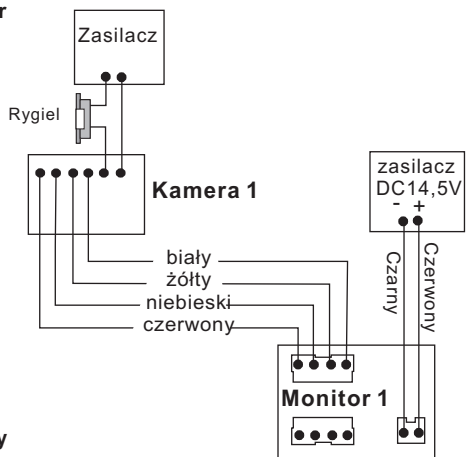 r
Zasilacz
Rygiel
Kamera 1
zasilacz
DC14,5V
- +
Czarny
Czerwony
biały
żółty
niebieski
czerwony
Monitor 1
y